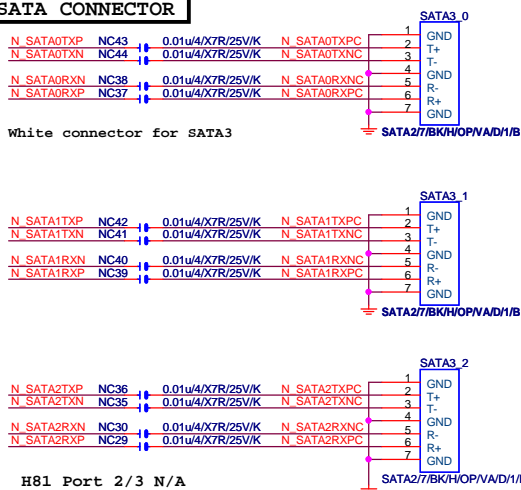 SATA CONNECTOR
SATA3_0
N_SATA0TXP NC43 0.01u/4/X7R/25V/K N_SATA0TXPC 1 GND
N_SATA0TXN NC44 0.01u/4/X7R/25V/K N_SATA0TXNC 2 T+
3 T-
4 GND
N_SATA0RXN NC38 0.01u/4/X7R/25V/K N_SATA0RXNC 5 R-
N_SATA0RXP NC37 0.01u/4/X7R/25V/K N_SATA0RXPC 6 R+
7 GND
White connector for SATA3
SATA2/7/BK/H/OP/VA/D/1/B
SATA3_1
N_SATA1TXP NC42 0.01u/4/X7R/25V/K N_SATA1TXPC 1 GND
N_SATA1TXN NC41 0.01u/4/X7R/25V/K N_SATA1TXNC 2 T+
3 T-
4 GND
N_SATA1RXN NC40 0.01u/4/X7R/25V/K N_SATA1RXNC 5 R-
N_SATA1RXP NC39 0.01u/4/X7R/25V/K N_SATA1RXPC 6 R+
7 GND
SATA2/7/BK/H/OP/VA/D/1/B
SATA3_2
N_SATA2TXP NC36 0.01u/4/X7R/25V/K N_SATA2TXPC 1 GND
N_SATA2TXN NC35 0.01u/4/X7R/25V/K N_SATA2TXNC 2 T+
3 T-
4 GND
N_SATA2RXN NC30 0.01u/4/X7R/25V/K N_SATA2RXNC 5 R-
N_SATA2RXP NC29 0.01u/4/X7R/25V/K N_SATA2RXPC 6 R+
7 GND
H81 Port 2/3 N/A
SATA2/7/BK/H/OP/VA/D/1/